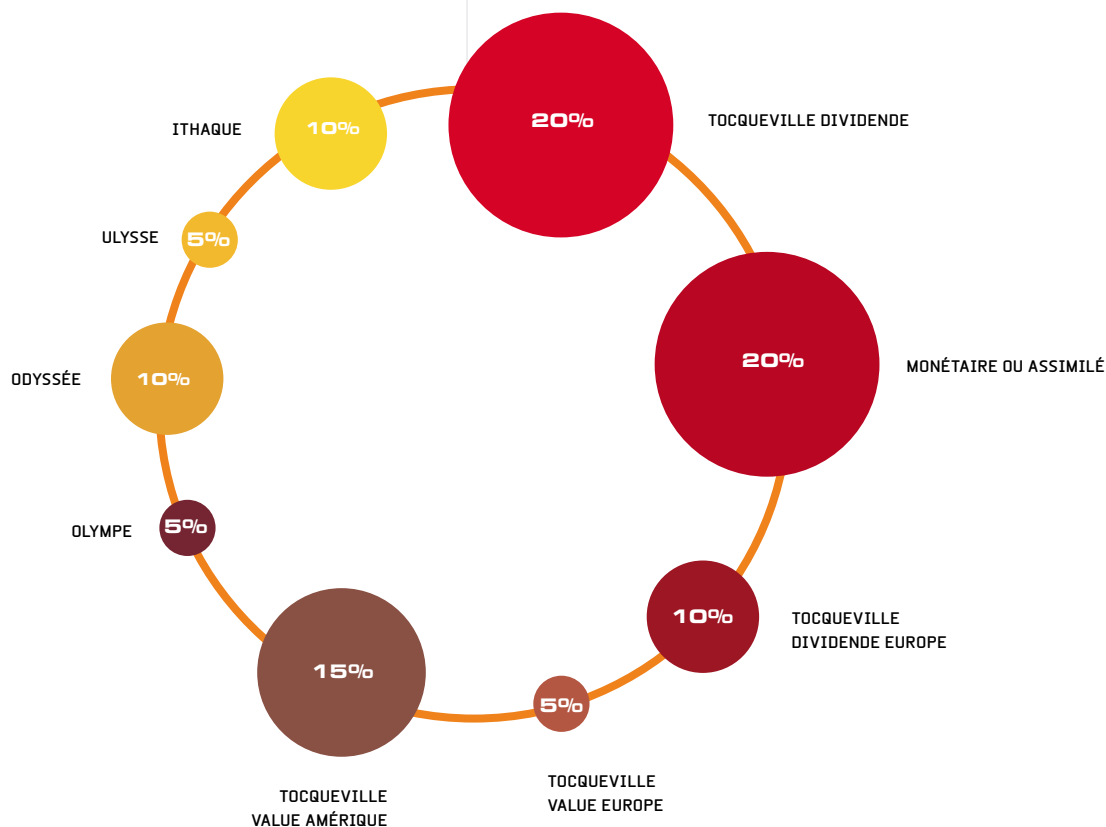 20%
TOCQUEVILLE DIVIDENDE
20%
MONÉTAIRE OU ASSIMILÉ
10%
TOCQUEVILLE
DIVIDENDE EUROPE
5%
TOCQUEVILLE
VALUE EUROPE
15%
TOCQUEVILLE
VALUE AMÉRIQUE
5%
OLYMPE
10%
ODYSSÉE
5%
ULYSSE
10%
ITHAQUE